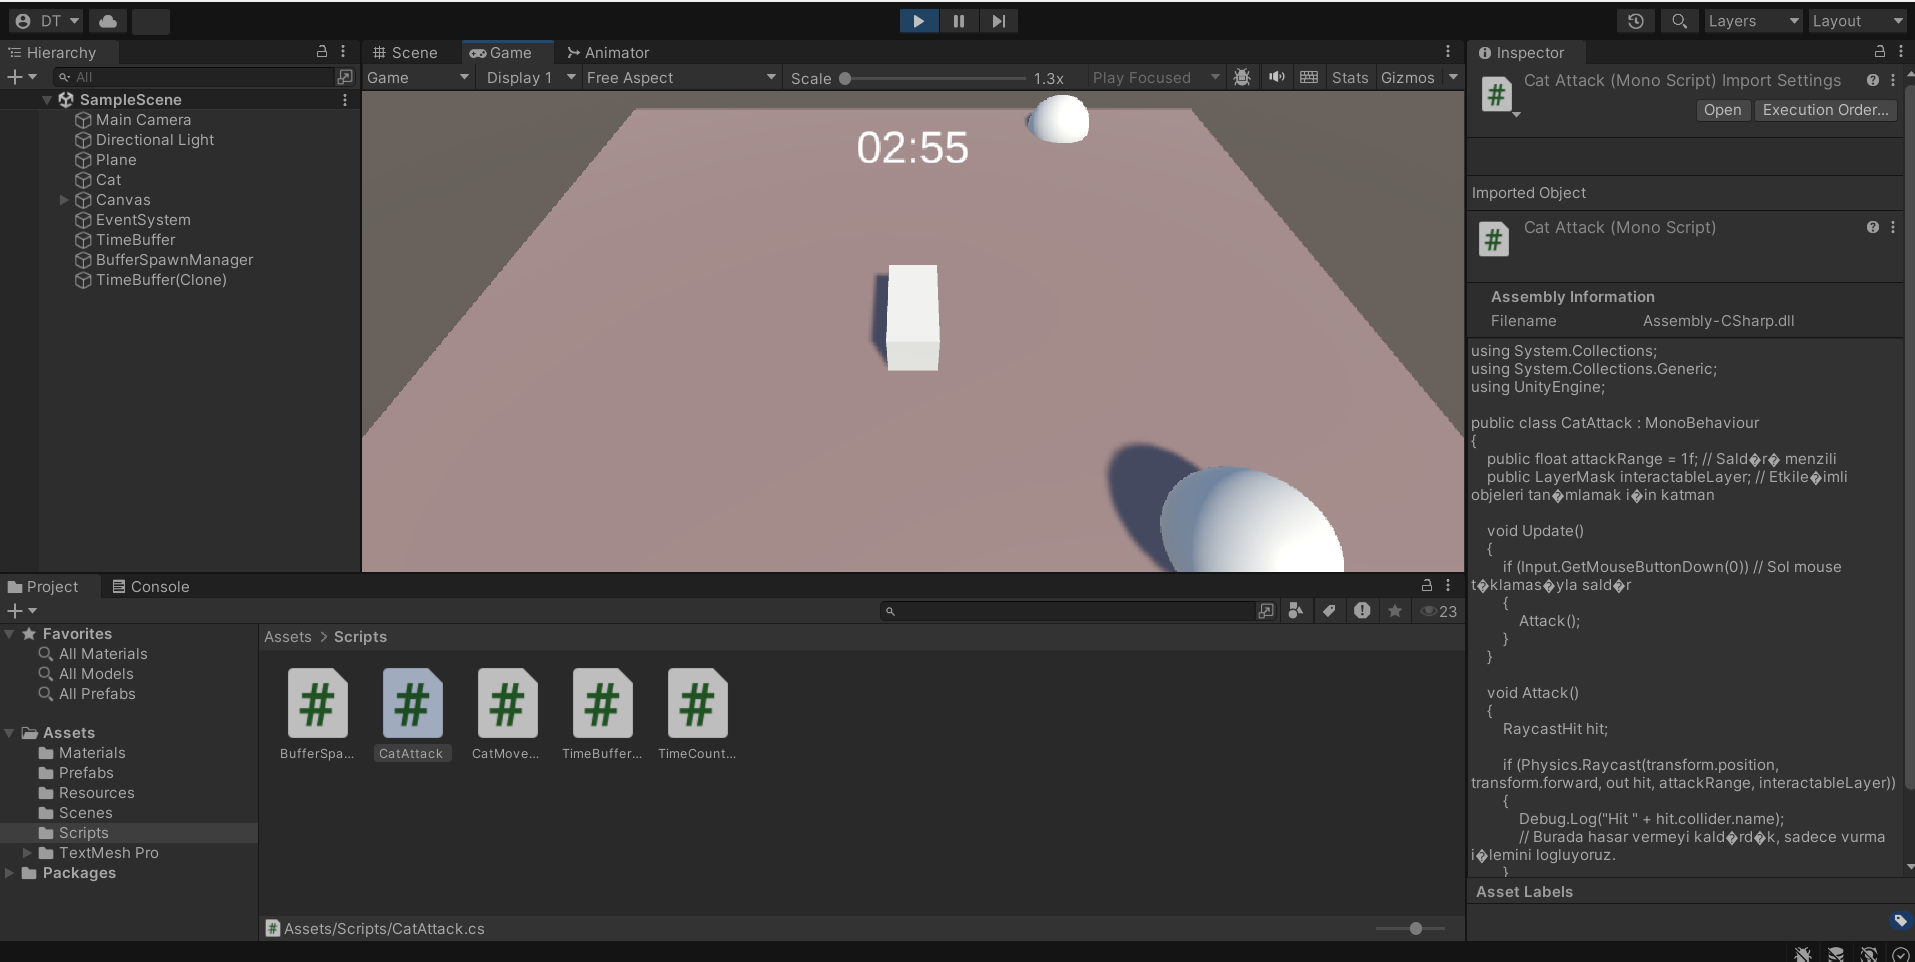 DT
Layers
Layout
Hierarchy
All
SampleScene
Main Camera
Directional Light
Plane
Cat
Canvas
EventSystem
TimeBuffer
BufferSpawnManager
TimeBuffer(Clone)
Scene
Game
Animator
Game
Display 1
Free Aspect
Scale
1.3x
Play Focused
Stats
Gizmos
02:55
Inspector
Cat Attack (Mono Script) Import Settings
Open
Execution Order...
Imported Object
Cat Attack (Mono Script)
Assembly Information
Filename Assembly-CSharp.dll
using System.Collections;
using System.Collections.Generic;
using UnityEngine;
public class CatAttack : MonoBehaviour
{
public float attackRange = 1f; // Sald�r� menzili
public LayerMask interactableLayer; // Etkile�imli
objeleri tan�mlamak i�in katman
void Update()
{
if (Input.GetMouseButtonDown(0)) // Sol mouse
t�klamas�yla sald�r
{
Attack();
}
}
void Attack()
{
RaycastHit hit;
if (Physics.Raycast(transform.position,
transform.forward, out hit, attackRange, interactableLayer))
{
Debug.Log("Hit " + hit.collider.name);
// Burada hasar vermeyi kald�rd�k, sadece vurma
i�lemini logluyoruz.
}
Asset Labels
Project
Console
23
Favorites
All Materials
All Models
All Prefabs
Assets
Materials
Prefabs
Resources
Scenes
Scripts
TextMesh Pro
Packages
Assets > Scripts
BufferSpa...
CatAttack
CatMove...
TimeBuffer...
TimeCount...
Assets/Scripts/CatAttack.cs